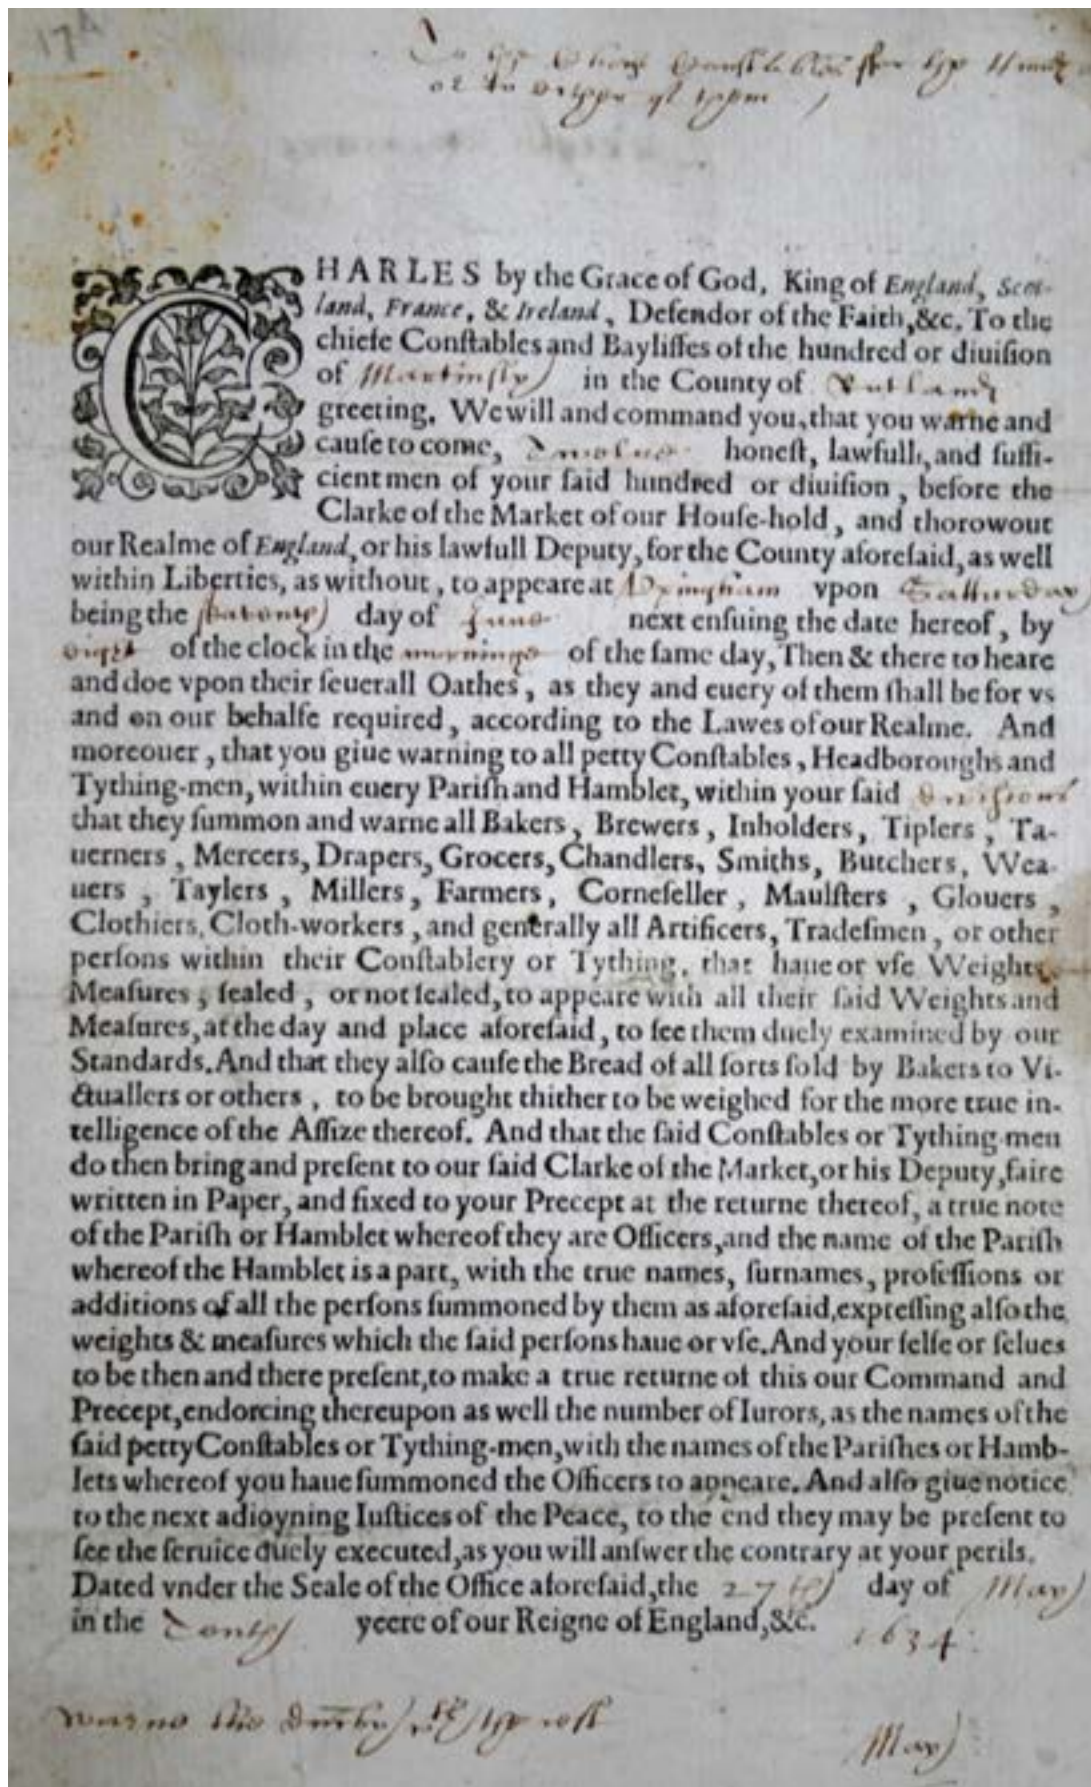 174
To the Cheife Constables for the
or to eyther of them
CHARLES by the Grace of God, King of England, Scot-
land, France, & Ireland, Defendor of the Faith,&c. To the
chiefe Conſtables and Bayliffes of the hundred or diuiſion
of Martinsly in the County of Rutland
greeting. We will and command you, that you warne and
cauſe to come, Twelue honeſt, lawfull, and ſuffi-
cient men of your ſaid hundred or diuiſion, before the
Clarke of the Market of our Houſe-hold, and thorowout
our Realme of England, or his lawfull Deputy, for the County aforeſaid, as well
within Liberties, as without, to appeare at Vpingham vpon Satturday
being the ſeaventh day of June next enſuing the date hereof, by
eight of the clock in the morninge of the ſame day, Then & there to heare
and doe vpon their ſeuerall Oathes, as they and euery of them ſhall be for vs
and on our behalfe required, according to the Lawes of our Realme. And
moreouer, that you giue warning to all petty Conſtables, Headboroughs and
Tything-men, within euery Pariſh and Hamblet, within your ſaid
that they ſummon and warne all Bakers, Brewers, Inholders, Tiplers, Ta-
uerners, Mercers, Drapers, Grocers, Chandlers, Smiths, Butchers, Wea-
uers, Taylers, Millers, Farmers, Corneſeller, Maulſters, Glouers,
Clothiers, Cloth-workers, and generally all Artificers, Tradeſmen, or other
perſons within their Conſtablery or Tything, that haue or vſe Weights,
Meaſures, ſealed, or not ſealed, to appeare with all their ſaid Weights and
Meaſures, at the day and place aforeſaid, to ſee them duely examined by our
Standards. And that they alſo cauſe the Bread of all ſorts ſold by Bakers to Vi-
ctuallers or others, to be brought thither to be weighed for the more true in-
telligence of the Aſſize thereof. And that the ſaid Conſtables or Tything-men
do then bring and preſent to our ſaid Clarke of the Market, or his Deputy, faire
written in Paper, and fixed to your Precept at the returne thereof, a true note
of the Pariſh or Hamblet whereof they are Officers, and the name of the Pariſh
whereof the Hamblet is a part, with the true names, ſurnames, profeſſions or
additions of all the perſons ſummoned by them as aforeſaid, expreſſing alſo the
weights & meaſures which the ſaid perſons haue or vſe. And your ſelfe or ſelues
to be then and there preſent, to make a true returne of this our Command and
Precept, endorcing thereupon as well the number of Iurors, as the names of the
ſaid petty Conſtables or Tything-men, with the names of the Pariſhes or Hamb-
lets whereof you haue ſummoned the Officers to appeare. And alſo giue notice
to the next adioyning Iuſtices of the Peace, to the end they may be preſent to
ſee the ſeruice duely executed, as you will anſwer the contrary at your perils.
Dated vnder the Seale of the Office aforeſaid, the 27th day of May
in the Tenth yeere of our Reigne of England,&c. 1634.
warne the reſt
May